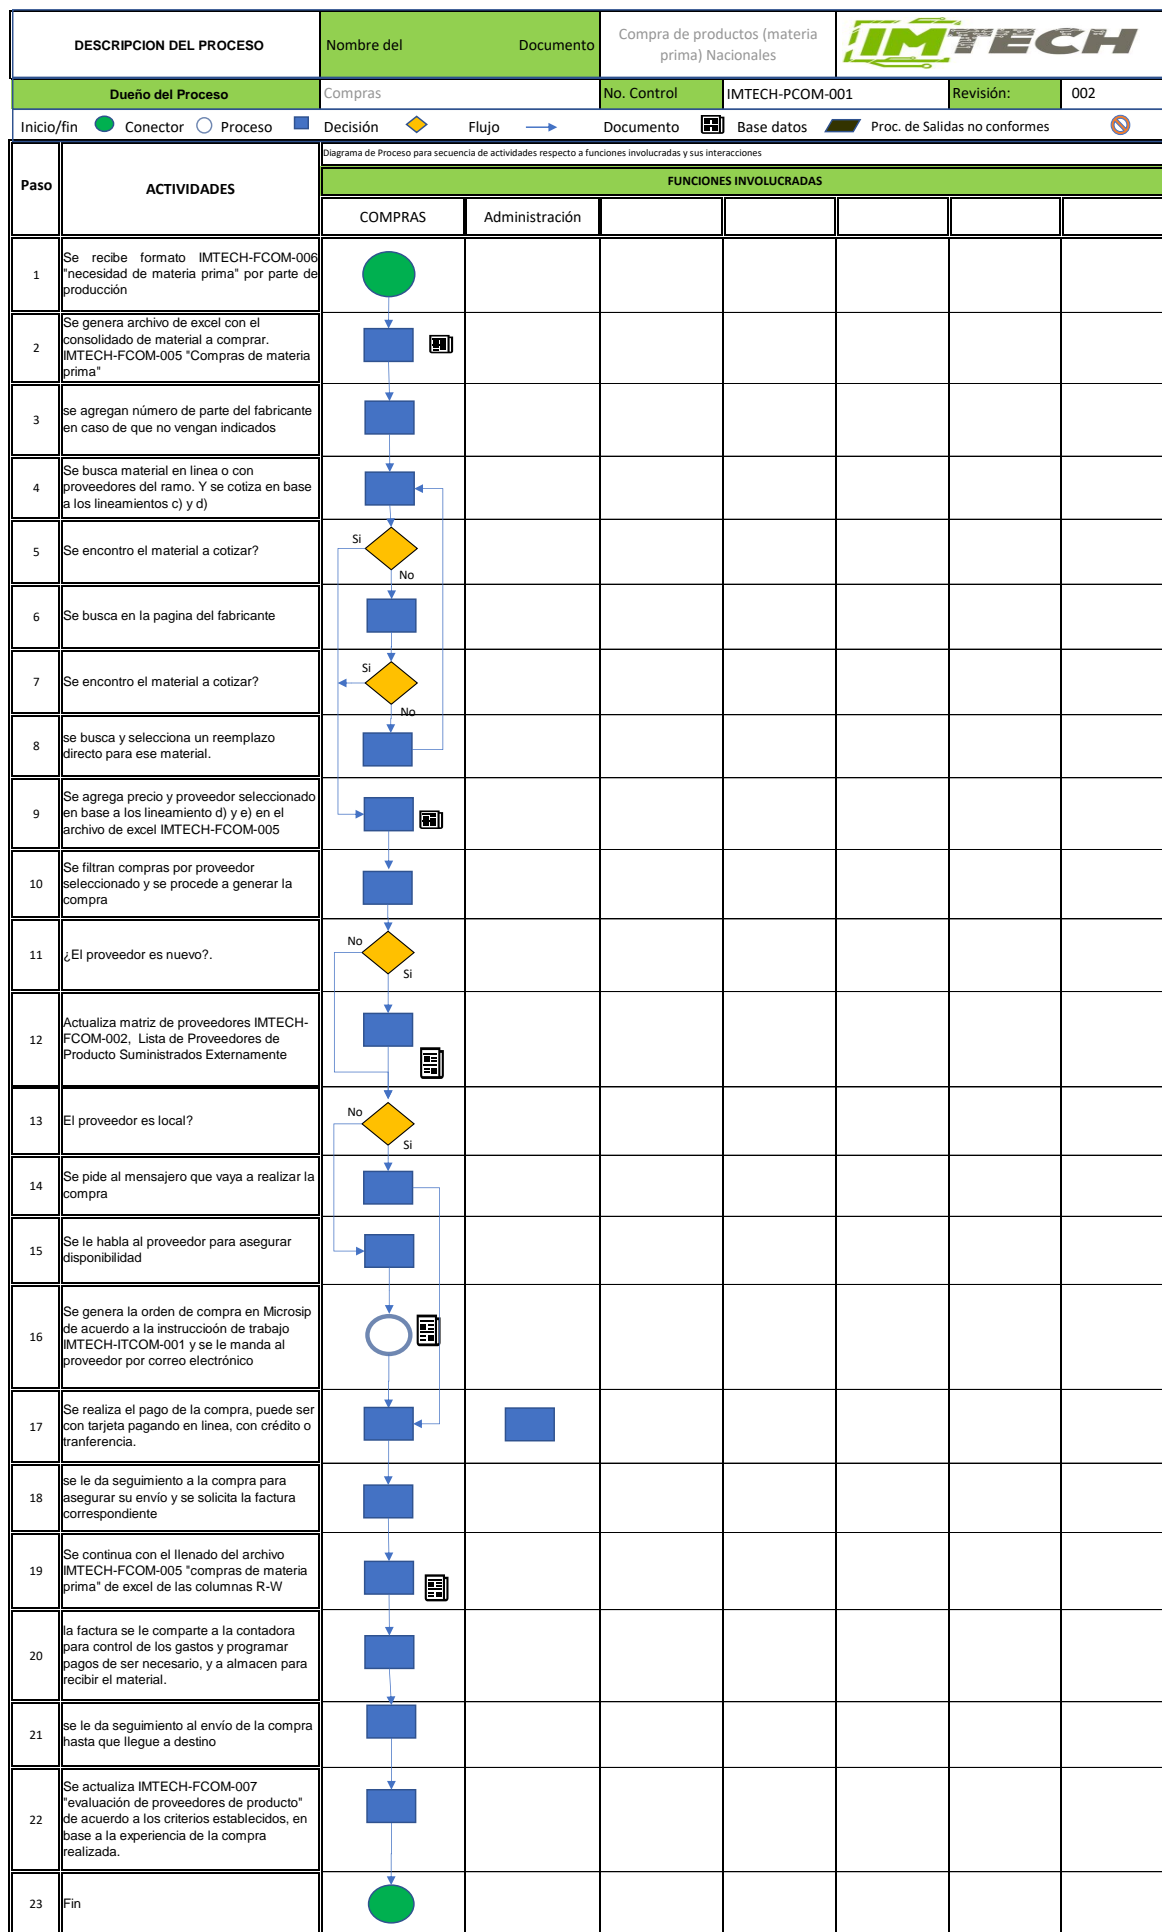 DESCRIPCION DEL PROCESO
Nombre del Documento
Compra de productos (materia
prima) Nacionales
IMTECH
Dueño del Proceso
Compras
No. Control
IMTECH-PCOM-001
Revisión:
002
Inicio/fin
Conector
Proceso
Decisión
Flujo
Documento
Base datos
Proc. de Salidas no conformes
Diagrama de Proceso para secuencia de actividades respecto a funciones involucradas y sus interacciones
Paso
ACTIVIDADES
FUNCIONES INVOLUCRADAS
COMPRAS
Administración
1
Se recibe formato IMTECH-FCOM-006
"necesidad de materia prima" por parte de
producción
2
Se genera archivo de excel con el
consolidado de material a comprar.
IMTECH-FCOM-005 "Compras de materia
prima"
3
se agregan número de parte del fabricante
en caso de que no vengan indicados
4
Se busca material en linea o con
proveedores del ramo. Y se cotiza en base
a los lineamientos c) y d)
5
Se encontro el material a cotizar?
Si
No
6
Se busca en la pagina del fabricante
7
Se encontro el material a cotizar?
Si
No
8
se busca y selecciona un reemplazo
directo para ese material.
9
Se agrega precio y proveedor seleccionado
en base a los lineamiento d) y e) en el
archivo de excel IMTECH-FCOM-005
10
Se filtran compras por proveedor
seleccionado y se procede a generar la
compra
11
¿El proveedor es nuevo?.
No
Si
12
Actualiza matriz de proveedores IMTECH-
FCOM-002, Lista de Proveedores de
Producto Suministrados Externamente
13
El proveedor es local?
No
Si
14
Se pide al mensajero que vaya a realizar la
compra
15
Se le habla al proveedor para asegurar
disponibilidad
16
Se genera la orden de compra en Microsip
de acuerdo a la instruccioón de trabajo
IMTECH-ITCOM-001 y se le manda al
proveedor por correo electrónico
17
Se realiza el pago de la compra, puede ser
con tarjeta pagando en linea, con crédito o
tranferencia.
18
se le da seguimiento a la compra para
asegurar su envío y se solicita la factura
correspondiente
19
Se continua con el llenado del archivo
IMTECH-FCOM-005 "compras de materia
prima" de excel de las columnas R-W
20
la factura se le comparte a la contadora
para control de los gastos y programar
pagos de ser necesario, y a almacen para
recibir el material.
21
se le da seguimiento al envío de la compra
hasta que llegue a destino
22
Se actualiza IMTECH-FCOM-007
"evaluación de proveedores de producto"
de acuerdo a los criterios establecidos, en
base a la experiencia de la compra
realizada.
23
Fin